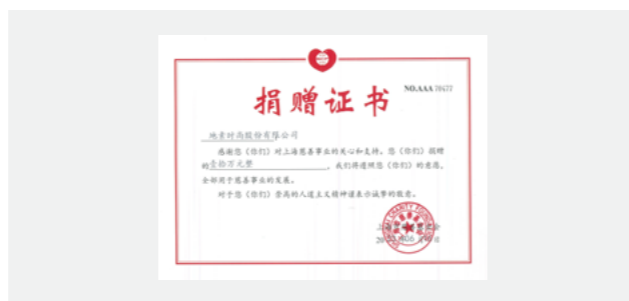 捐赠证书
NO.AAA 70477
地素时尚股份有限公司
感谢您（你们）对上海慈善事业的关心和支持。您（你们）捐赠
的壹拾万元整，我们将遵照您（你们）的意愿，
全部用于慈善事业的发展。
对于您（你们）崇高的人道主义精神谨表示诚挚的敬意。